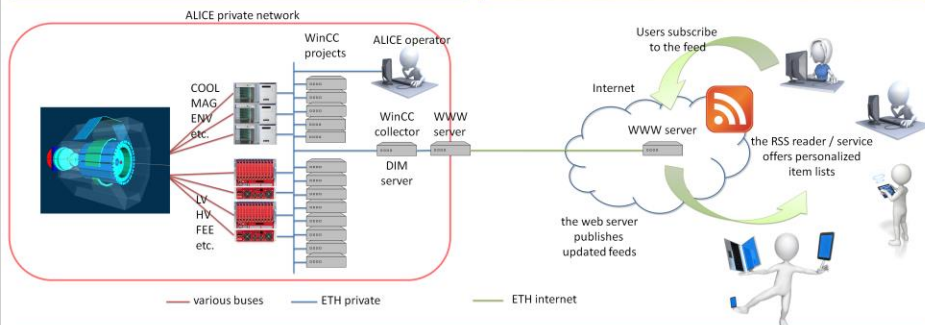 ALICE private network
WinCC
projects
ALICE operator
COOL
MAG
ENV
etc.
WinCC
collector
WWW
server
DIM
server
LV
HV
FEE
etc.
Users subscribe
to the feed
Internet
WWW server
the RSS reader / service
offers personalized
item lists
the web server
publishes
updated feeds
various buses
ETH private
ETH internet